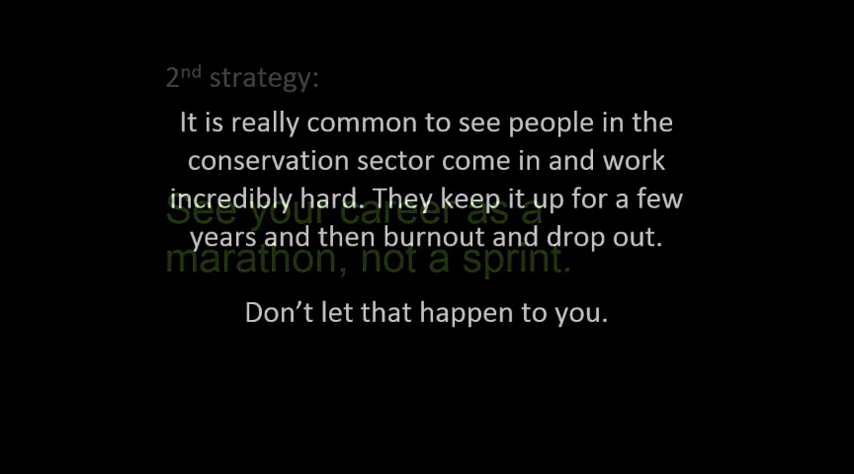 2nd strategy:
It is really common to see people in the
conservation sector come in and work
incredibly hard. They keep it up for a few
See your career as a
years and then burnout and drop out.
marathon, not a sprint.
Don’t let that happen to you.